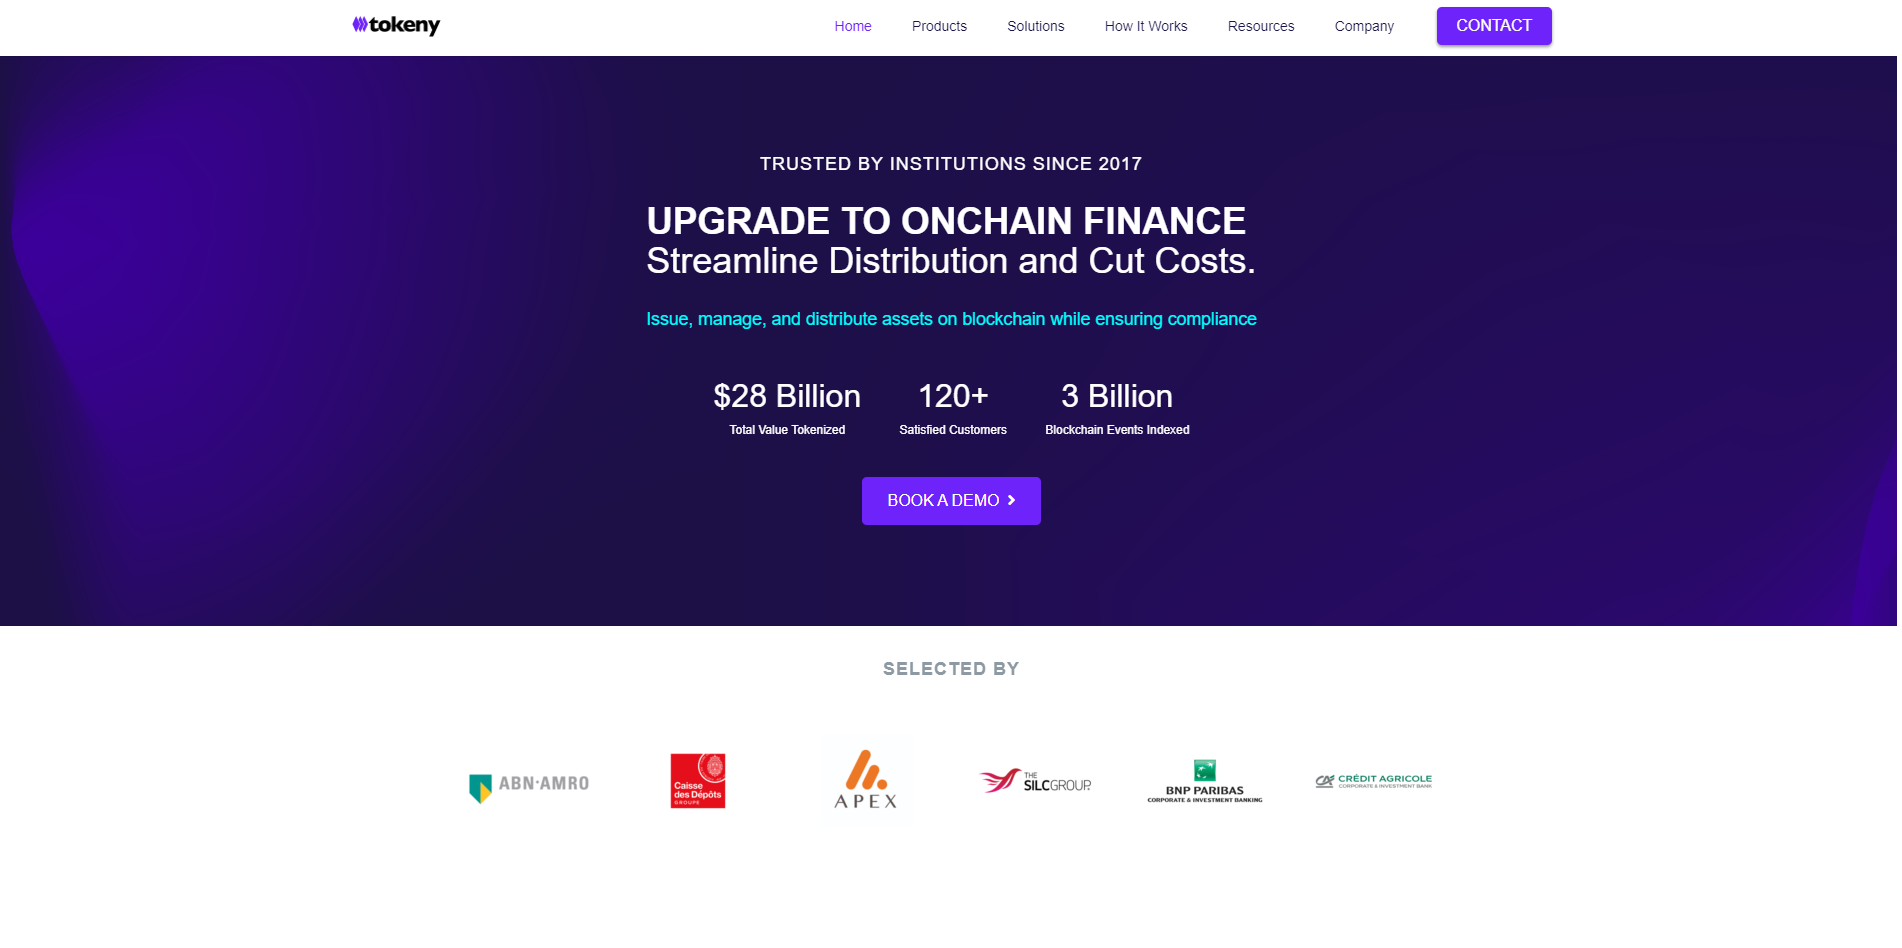 tokeny
Home Products Solutions How It Works Resources Company CONTACT
TRUSTED BY INSTITUTIONS SINCE 2017
UPGRADE TO ONCHAIN FINANCE
Streamline Distribution and Cut Costs.
Issue, manage, and distribute assets on blockchain while ensuring compliance
$28 Billion 120+ 3 Billion
Total Value Tokenized Satisfied Customers Blockchain Events Indexed
BOOK A DEMO
SELECTED BY
ABN·AMRO
Caisse
des Dépôts
GROUPE
APEX
THE
SILCGROUP
BNP PARIBAS
CORPORATE & INVESTMENT BANKING
CRÉDIT AGRICOLE
CORPORATE & INVESTMENT BANK